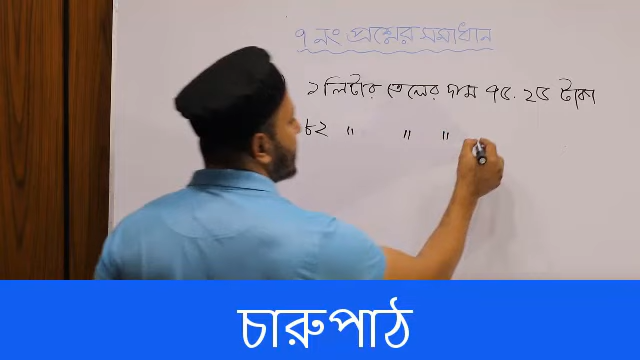 ৭ নং প্রশ্নের সমাধান
১ লিটার তেলের দাম ৭৫.২৫ টাকা
৮২ " " "
চারুপাঠ